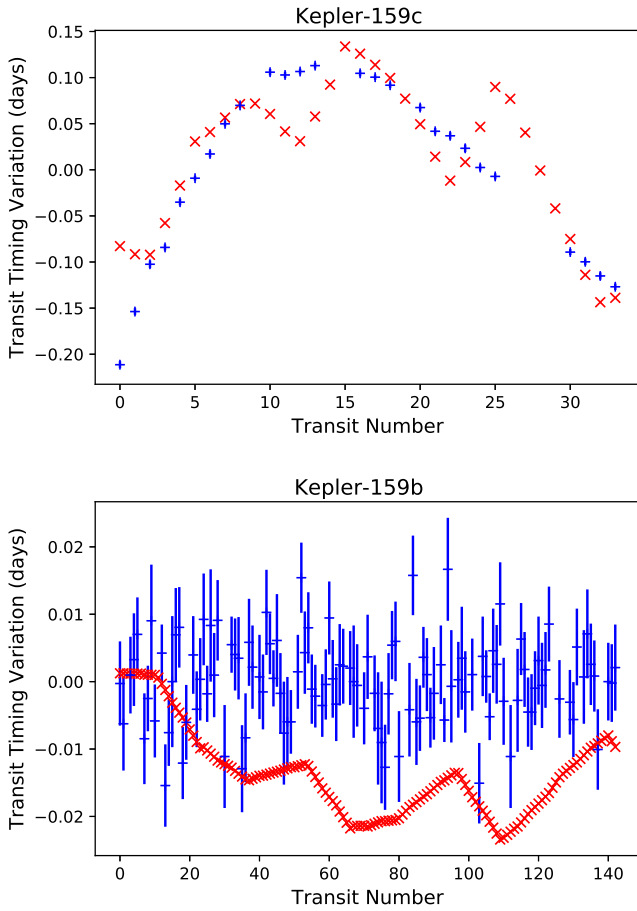 Kepler-159c
0.15
0.10
0.05
0.00
−0.05
−0.10
−0.15
−0.20
Transit Timing Variation (days)
0 5 10 15 20 25 30
Transit Number
Kepler-159b
0.02
0.01
0.00
−0.01
−0.02
Transit Timing Variation (days)
0 20 40 60 80 100 120 140
Transit Number